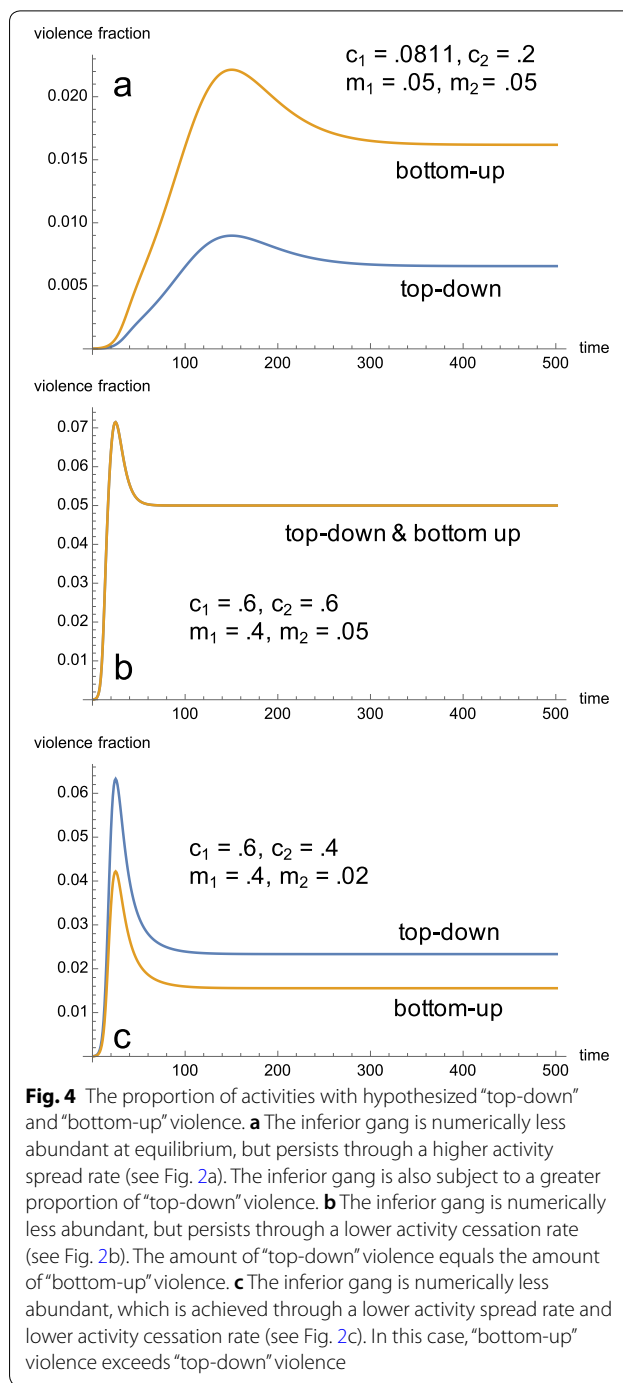 violence fraction
a
c₁ = .0811, c₂ = .2
m₁ = .05, m₂ = .05
0.020
0.015
0.010
0.005
bottom-up
top-down
100 200 300 400 500
time
violence fraction
0.07
0.06
0.05
0.04
0.03
0.02
0.01
top-down & bottom up
c₁ = .6, c₂ = .6
m₁ = .4, m₂ = .05
b
100 200 300 400 500
time
violence fraction
0.06
0.05
0.04
0.03
0.02
0.01
c₁ = .6, c₂ = .4
m₁ = .4, m₂ = .02
top-down
bottom-up
c
100 200 300 400 500
time
Fig. 4 The proportion of activities with hypothesized “top-down”
and “bottom-up” violence. a The inferior gang is numerically less
abundant at equilibrium, but persists through a higher activity
spread rate (see Fig. 2a). The inferior gang is also subject to a greater
proportion of “top-down” violence. b The inferior gang is numerically
less abundant, but persists through a lower activity cessation rate
(see Fig. 2b). The amount of “top-down” violence equals the amount
of “bottom-up” violence. c The inferior gang is numerically less
abundant, which is achieved through a lower activity spread rate and
lower activity cessation rate (see Fig. 2c). In this case, “bottom-up”
violence exceeds “top-down” violence